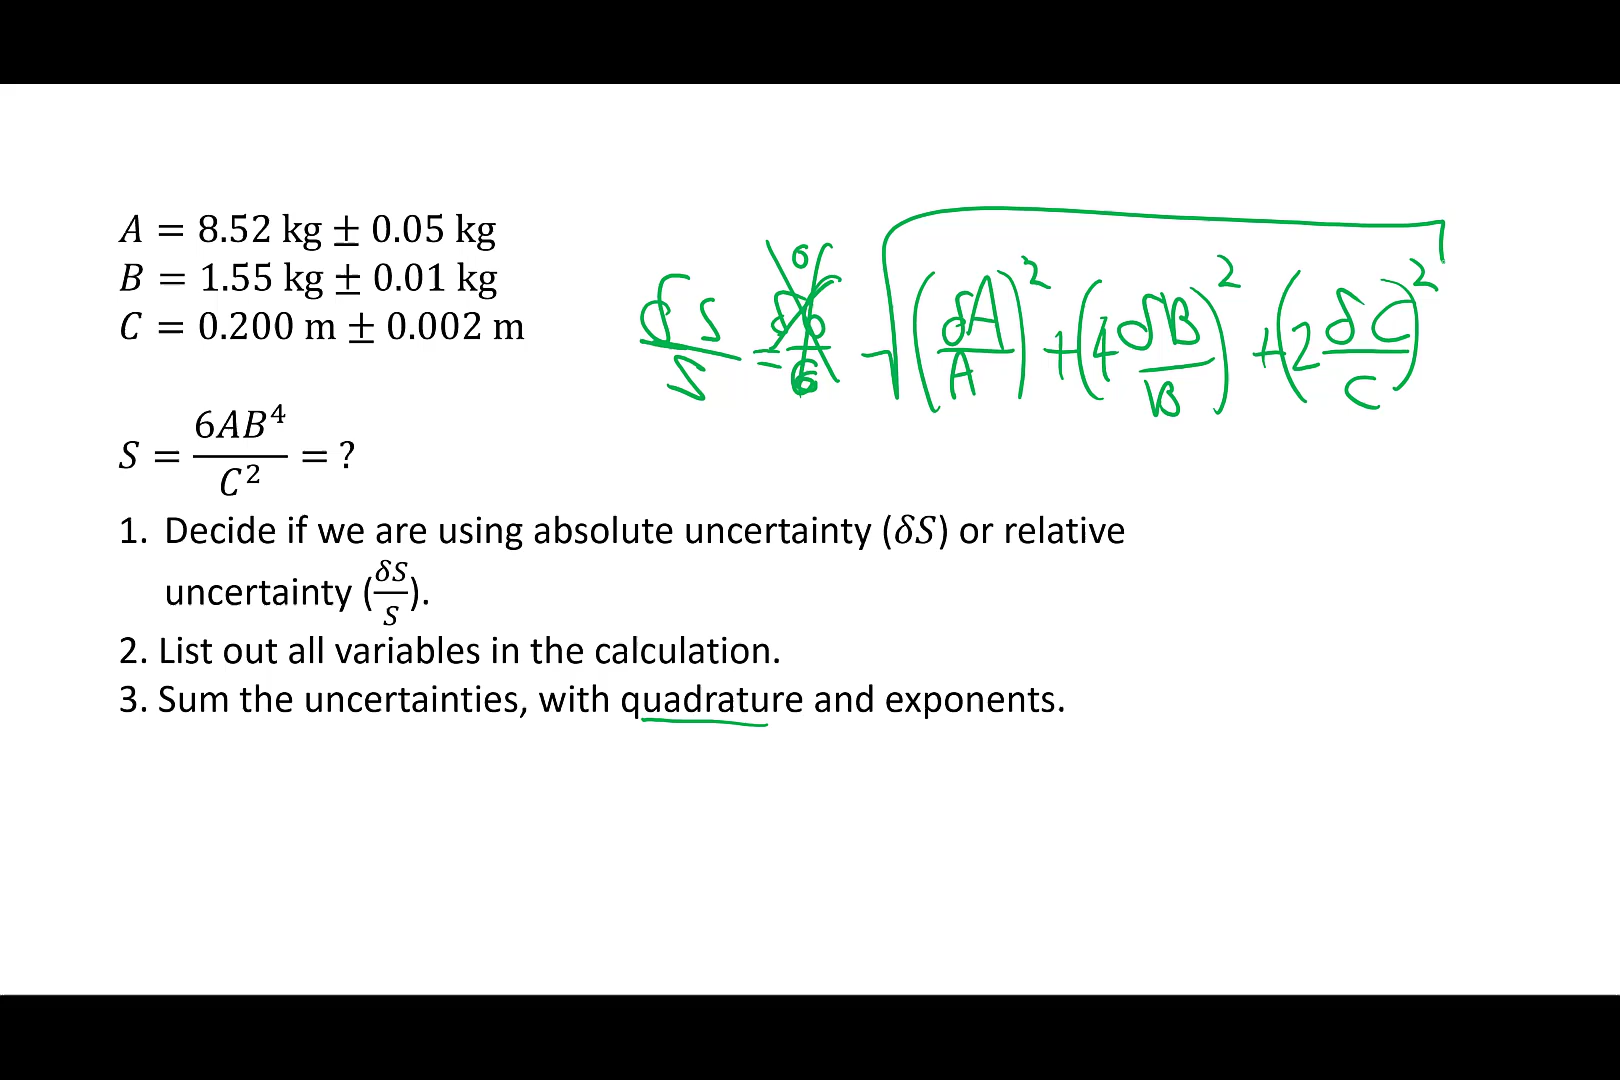 A = 8.52 kg ± 0.05 kg
B = 1.55 kg ± 0.01 kg
C = 0.200 m ± 0.002 m
δS/S = √((δA/A)² + (4 δB/B)² + (2 δC/C)²)
S = 6AB⁴/C² = ?
1. Decide if we are using absolute uncertainty (δS) or relative
uncertainty (δS/S).
2. List out all variables in the calculation.
3. Sum the uncertainties, with quadrature and exponents.